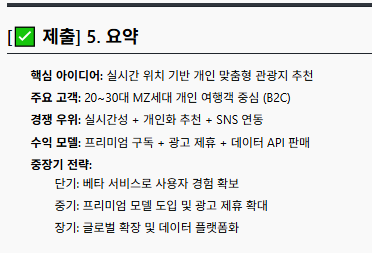 [✅ 제출] 5. 요약
핵심 아이디어: 실시간 위치 기반 개인 맞춤형 관광지 추천
주요 고객: 20~30대 MZ세대 개인 여행객 중심 (B2C)
경쟁 우위: 실시간성 + 개인화 추천 + SNS 연동
수익 모델: 프리미엄 구독 + 광고 제휴 + 데이터 API 판매
중장기 전략:
단기: 베타 서비스로 사용자 경험 확보
중기: 프리미엄 모델 도입 및 광고 제휴 확대
장기: 글로벌 확장 및 데이터 플랫폼화